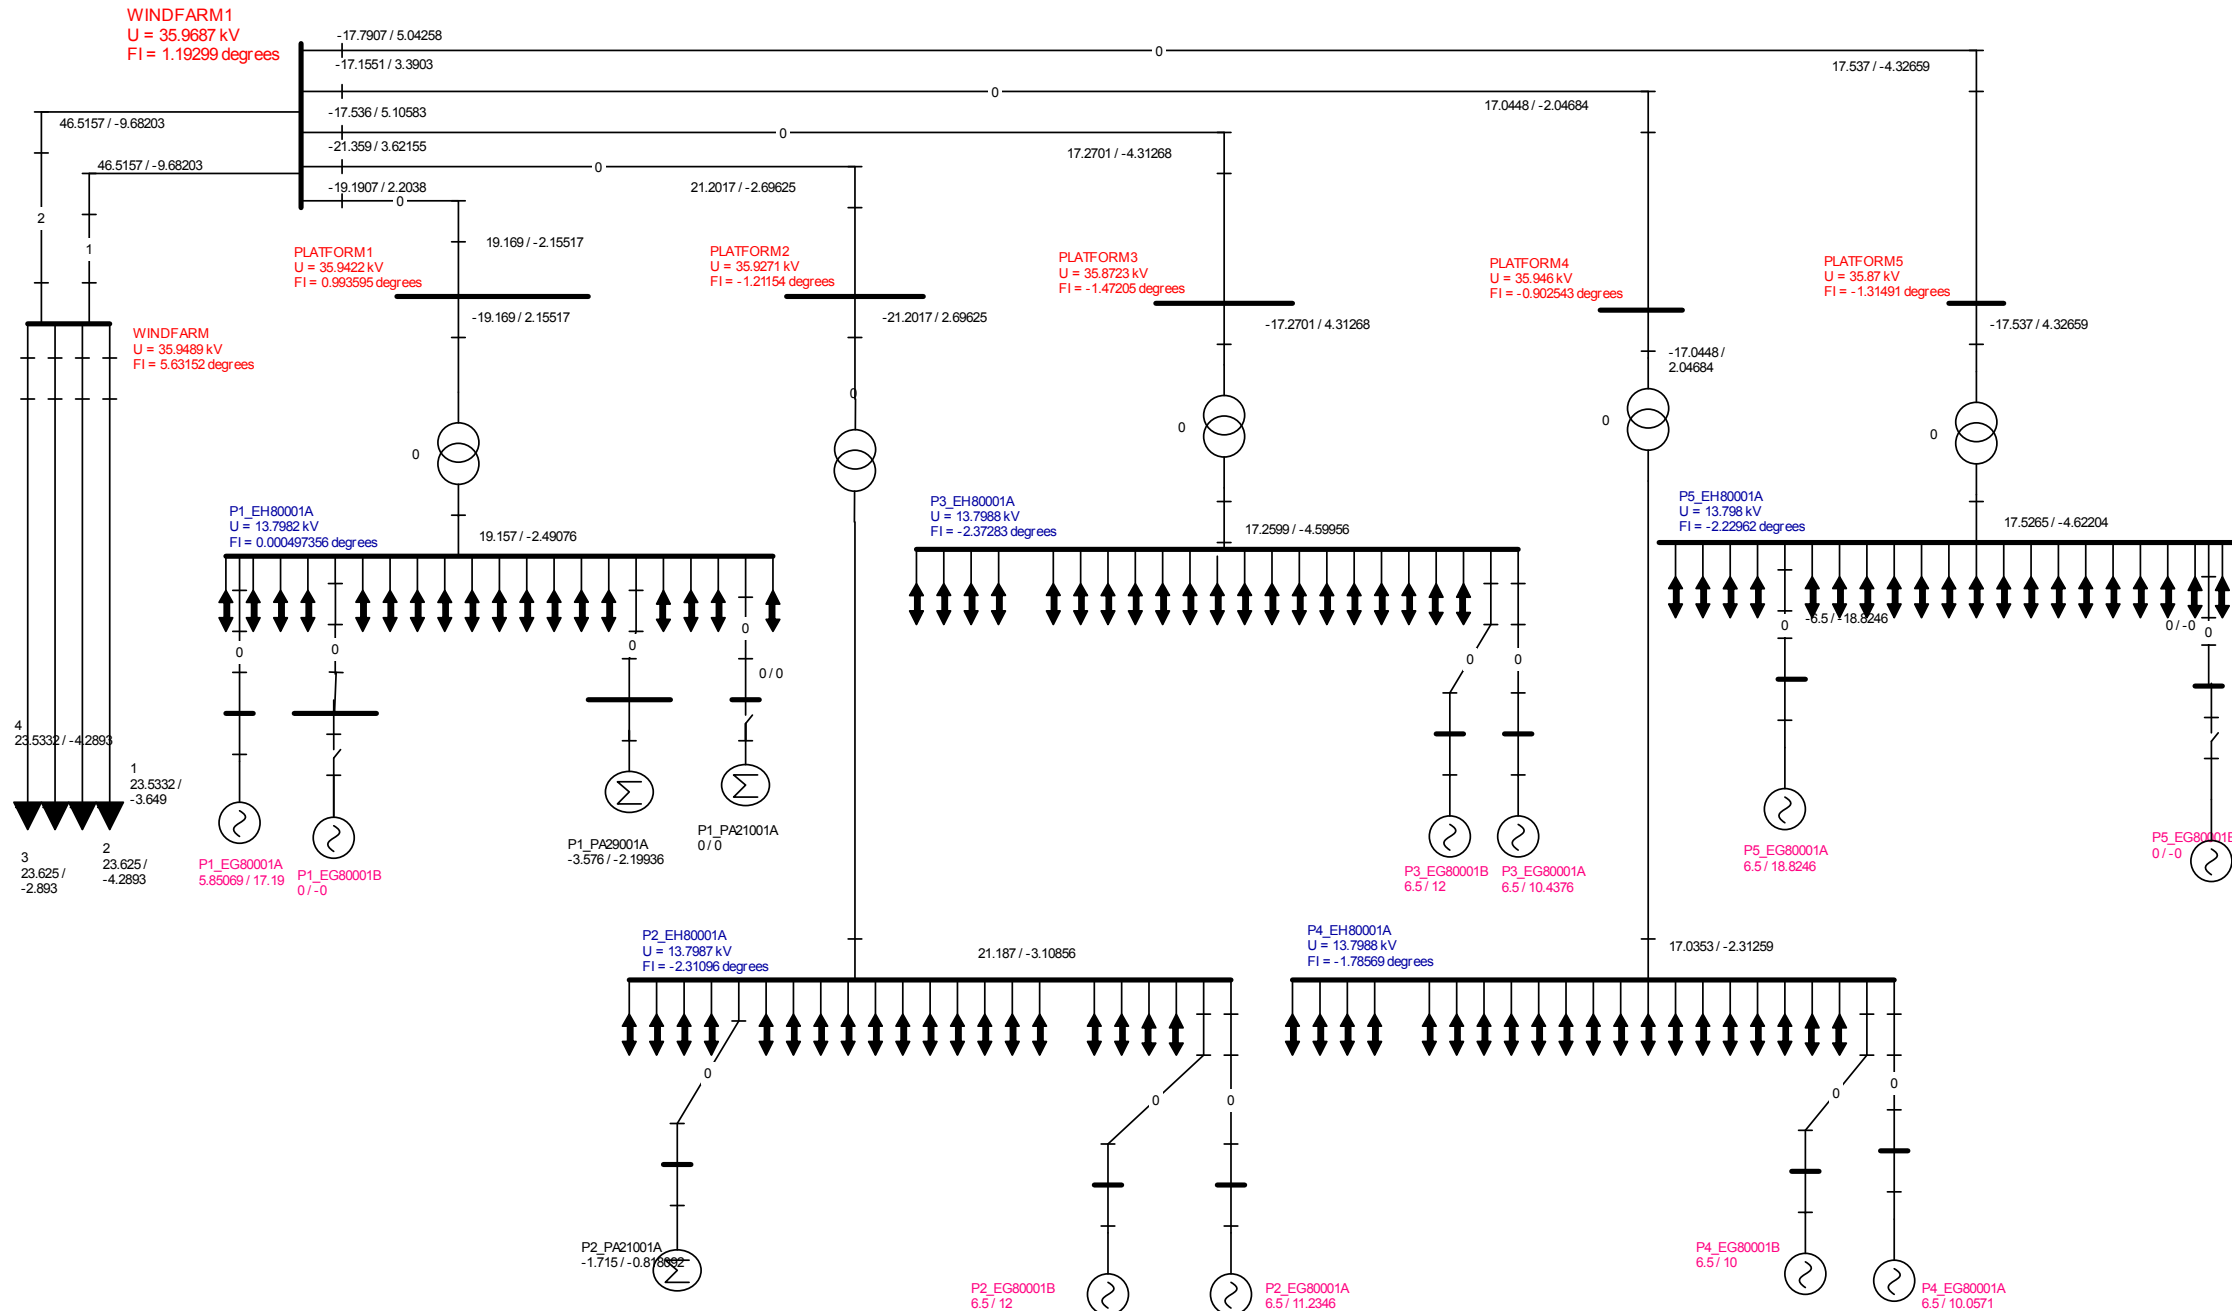 WINDFARM1
U = 35.9687 kV
FI = 1.19299 degrees
-17.7907 / 5.04258
-17.1551 / 3.3903
-17.536 / 5.10583
-21.359 / 3.62155
-19.1907 / 2.2038
0
0
0
0
0
17.537 / -4.32659
17.0448 / -2.04684
17.2701 / -4.31268
21.2017 / -2.69625
19.169 / -2.15517
46.5157 / -9.68203
46.5157 / -9.68203
2
1
PLATFORM1
U = 35.9422 kV
FI = 0.993595 degrees
-19.169 / 2.15517
PLATFORM2
U = 35.9271 kV
FI = -1.21154 degrees
-21.2017 / 2.69625
PLATFORM3
U = 35.8723 kV
FI = -1.47205 degrees
-17.2701 / 4.31268
PLATFORM4
U = 35.946 kV
FI = -0.902543 degrees
-17.0448 /
2.04684
PLATFORM5
U = 35.87 kV
FI = -1.31491 degrees
-17.537 / 4.32659
WINDFARM
U = 35.9489 kV
FI = 5.63152 degrees
0
0
0
0
0
P1_EH80001A
U = 13.7982 kV
FI = 0.000497356 degrees
19.157 / -2.49076
P3_EH80001A
U = 13.7988 kV
FI = -2.37283 degrees
17.2599 / -4.59956
P5_EH80001A
U = 13.798 kV
FI = -2.22962 degrees
17.5265 / -4.62204
0
0
0
0
0 / 0
0
0
0
-6.5 / -18.8246
0 / -0
0
4
23.5332 / -4.2893
1
23.5332 /
-3.649
3
23.625 /
-2.893
2
23.625 /
-4.2893
P1_EG80001A
5.85069 / 17.19
P1_EG80001B
0 / -0
P1_PA29001A
-3.576 / -2.19936
P1_PA21001A
0 / 0
P3_EG80001B
6.5 / 12
P3_EG80001A
6.5 / 10.4376
P5_EG80001A
6.5 / 18.8246
P5_EG80001B
0 / -0
P2_EH80001A
U = 13.7987 kV
FI = -2.31096 degrees
21.187 / -3.10856
P4_EH80001A
U = 13.7988 kV
FI = -1.78569 degrees
17.0353 / -2.31259
0
0
0
0
0
P2_PA21001A
-1.715 / -0.818092
P2_EG80001B
6.5 / 12
P2_EG80001A
6.5 / 11.2346
P4_EG80001B
6.5 / 10
P4_EG80001A
6.5 / 10.0571